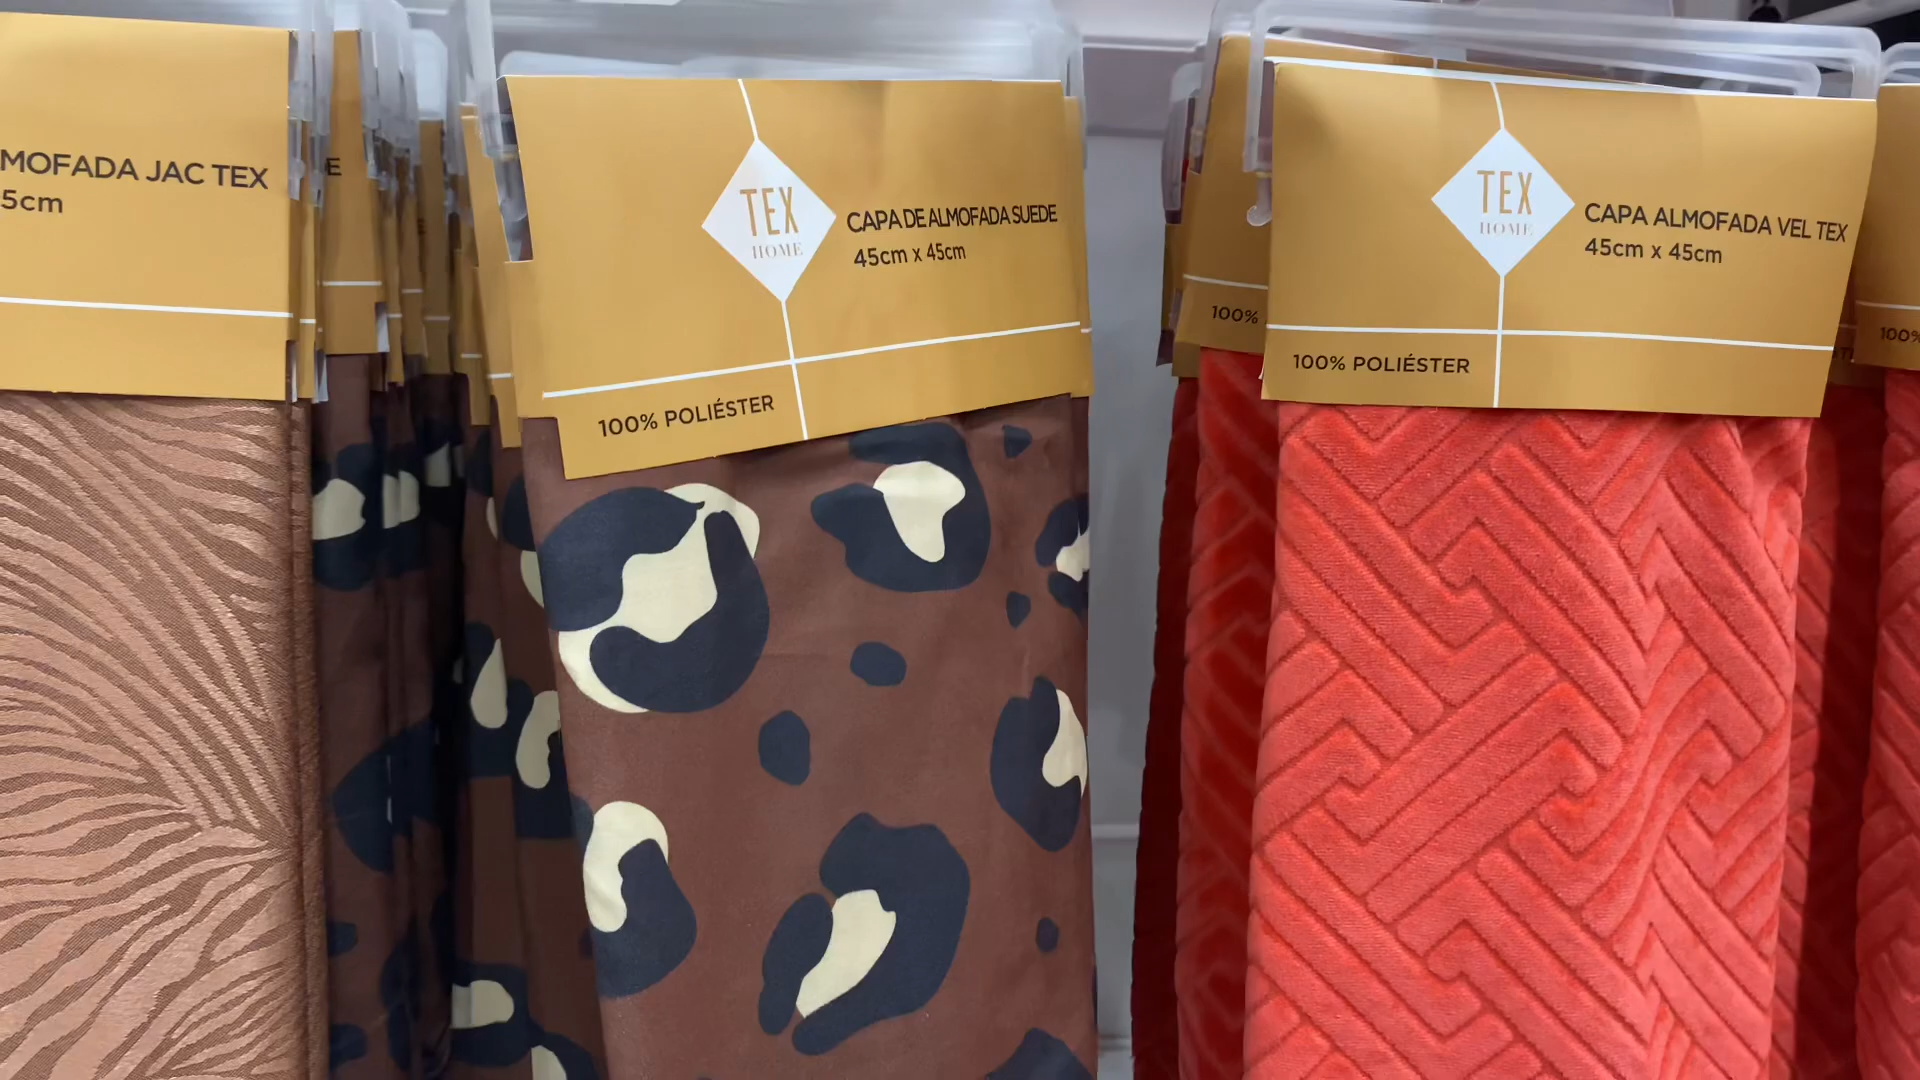 MOFADA JAC TEX
5cm
E
TEX
HOME
CAPA DE ALMOFADA SUEDE
45cm x 45cm
100% POLIÉSTER
100%
TEX
HOME
CAPA ALMOFADA VEL TEX
45cm x 45cm
100% POLIÉSTER
100%